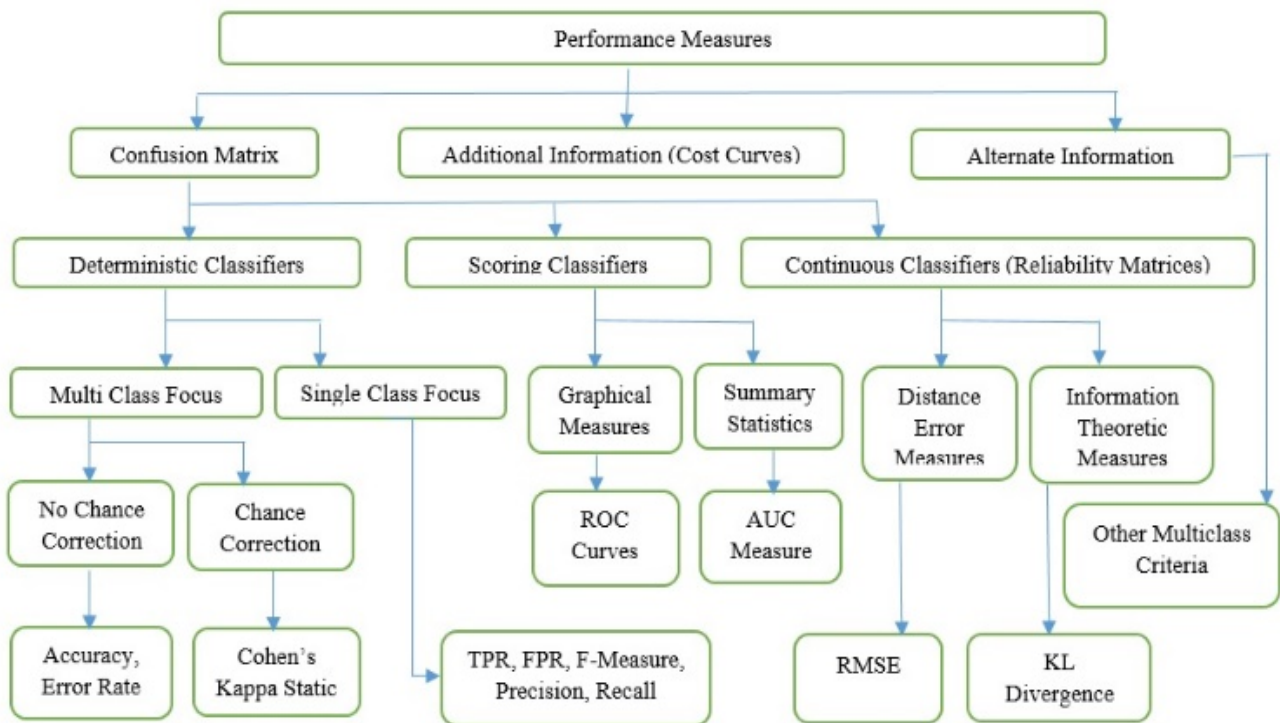 Performance Measures
Confusion Matrix
Additional Information (Cost Curves)
Alternate Information
Deterministic Classifiers
Scoring Classifiers
Continuous Classifiers (Reliability Matrices)
Multi Class Focus
Single Class Focus
Graphical
Measures
Summary
Statistics
Distance
Error
Measures
Information
Theoretic
Measures
No Chance
Correction
Chance
Correction
ROC
Curves
AUC
Measure
Other Multiclass
Criteria
Accuracy,
Error Rate
Cohen's
Kappa Static
TPR, FPR, F-Measure,
Precision, Recall
RMSE
KL
Divergence